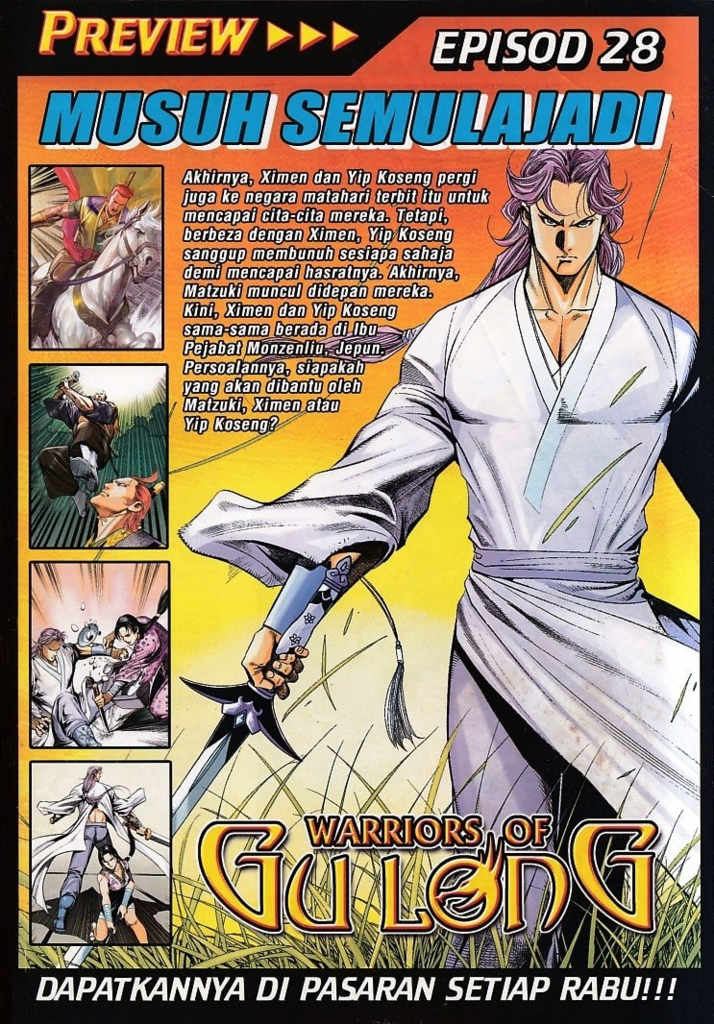 PREVIEW
EPISOD 28
MUSUH SEMULAJADI
Akhirnya, Ximen dan Yip Koseng pergi
juga ke negara matahari terbit itu untuk
mencapai cita-cita mereka. Tetapi,
berbeza dengan Ximen, Yip Koseng
sanggup membunuh sesiapa sahaja
demi mencapai hasratnya. Akhirnya,
Matzuki muncul didepan mereka.
Kini, Ximen dan Yip Koseng
sama-sama berada di Ibu
Pejabat Monzenliu, Jepun.
Persoalannya, siapakah
yang akan dibantu oleh
Matzuki, Ximen atau
Yip Koseng?
WARRIORS OF
GU LONG
DAPATKANNYA DI PASARAN SETIAP RABU!!!